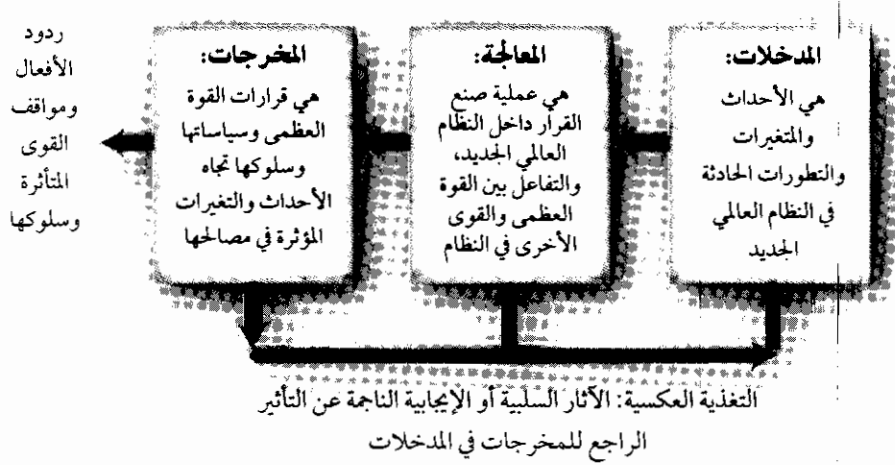 المدخلات:
هي الأحداث
والمتغيرات
والتطورات الحادثة
في النظام العالمي
الجديد
المعالجة:
هي عملية صنع
القرار داخل النظام
العالمي الجديد،
والتفاعل بين القوة
العظمى والقوى
الأخرى في النظام
المخرجات:
هي قرارات القوة
العظمى وسياساتها
وسلوكها تجاه
الأحداث والتغيرات
المؤثرة في مصالحها
ردود
الأفعال
ومواقف
القوى
المتأثرة
وسلوكها
التغذية العكسية: الآثار السلبية أو الإيجابية الناجمة عن التأثير
الراجع للمخرجات في المدخلات